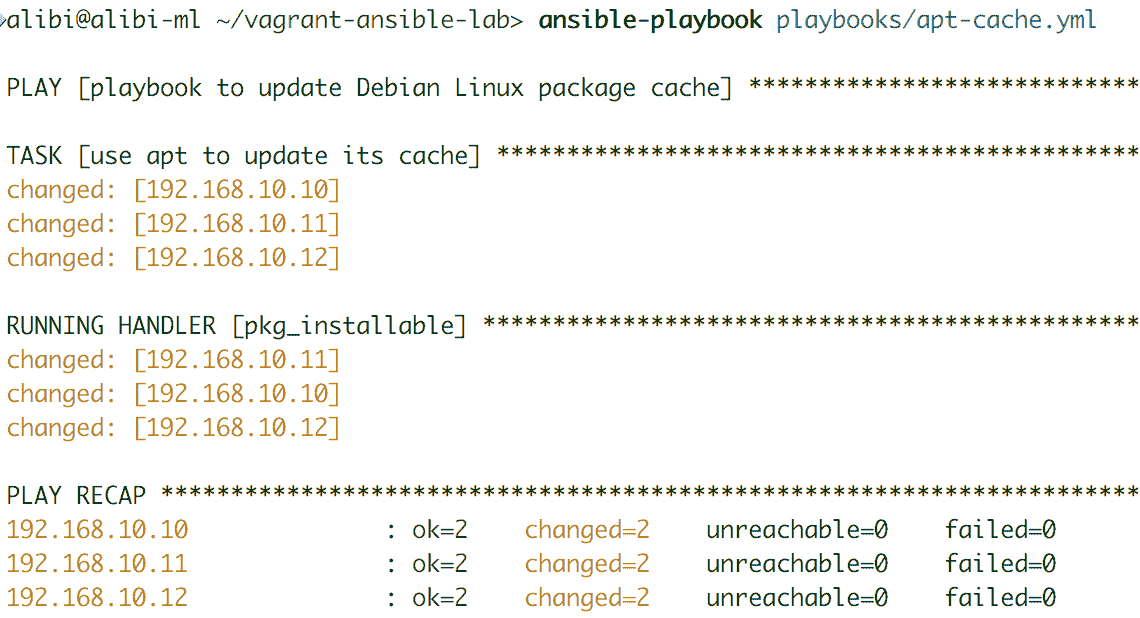 alibi@alibi-ml ~/vagrant-ansible-lab> ansible-playbook playbooks/apt-cache.yml
PLAY [playbook to update Debian Linux package cache] ****************************
TASK [use apt to update its cache] **********************************************
changed: [192.168.10.10]
changed: [192.168.10.11]
changed: [192.168.10.12]
RUNNING HANDLER [pkg_installable] ***********************************************
changed: [192.168.10.11]
changed: [192.168.10.10]
changed: [192.168.10.12]
PLAY RECAP **********************************************************************
192.168.10.10 : ok=2 changed=2 unreachable=0 failed=0
192.168.10.11 : ok=2 changed=2 unreachable=0 failed=0
192.168.10.12 : ok=2 changed=2 unreachable=0 failed=0